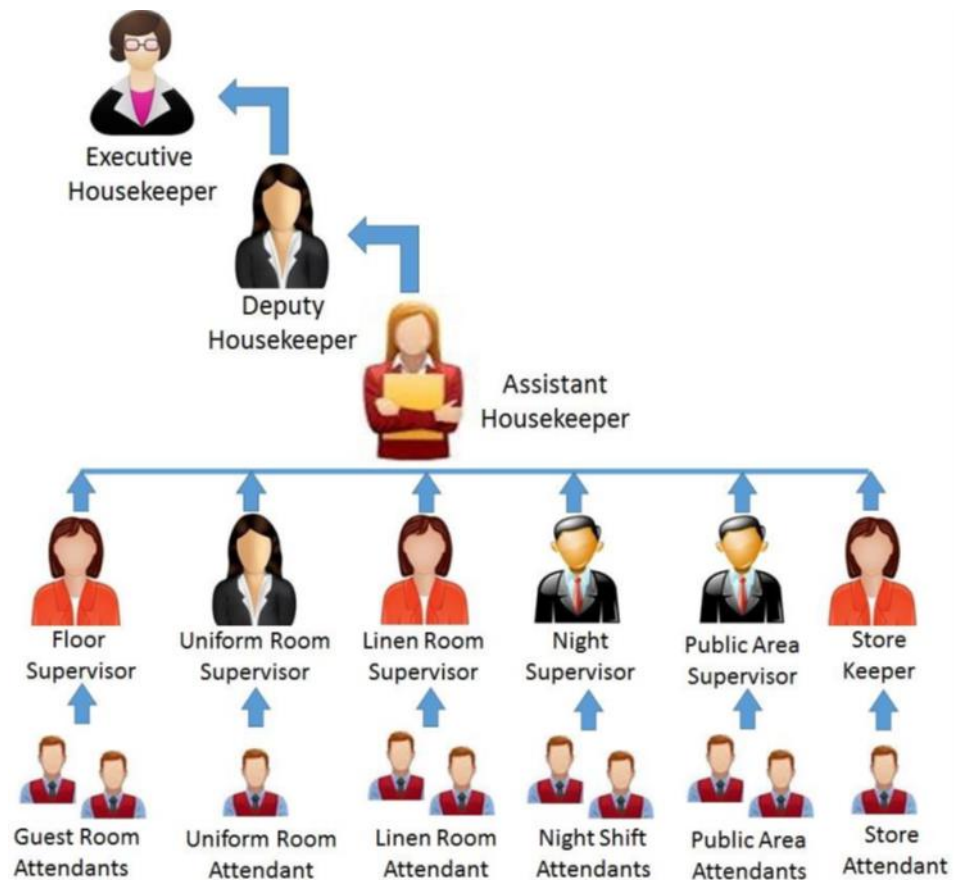 Executive
Housekeeper
Deputy
Housekeeper
Assistant
Housekeeper
Floor
Supervisor
Uniform Room
Supervisor
Linen Room
Supervisor
Night
Supervisor
Public Area
Supervisor
Store
Keeper
Guest Room
Attendants
Uniform Room
Attendant
Linen Room
Attendant
Night Shift
Attendants
Public Area
Attendants
Store
Attendant